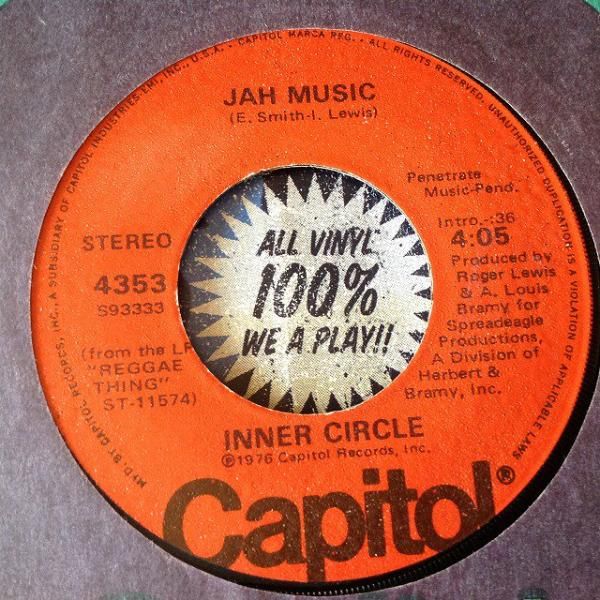 MF'D. BY CAPITOL RECORDS, INC., A SUBSIDIARY OF CAPITOL INDUSTRIES-EMI, INC., U.S.A. · CAPITOL MARCA REG. · ALL RIGHTS RESERVED. UNAUTHORIZED DUPLICATION IS A VIOLATION OF APPLICABLE LAWS
JAH MUSIC
(E. Smith-I. Lewis)
Penetrate
Music-Pend.
STEREO
4353
S93333
(from the LP
"REGGAE
THING"
ST-11574)
ALL VINYL
100%
WE A PLAY!!
Intro.-:36
4:05
Produced by
Roger Lewis
& A. Louis
Bramy for
Spreadeagle
Productions,
A Division of
Herbert &
Bramy, Inc.
INNER CIRCLE
℗1976 Capitol Records, Inc.
Capitol®